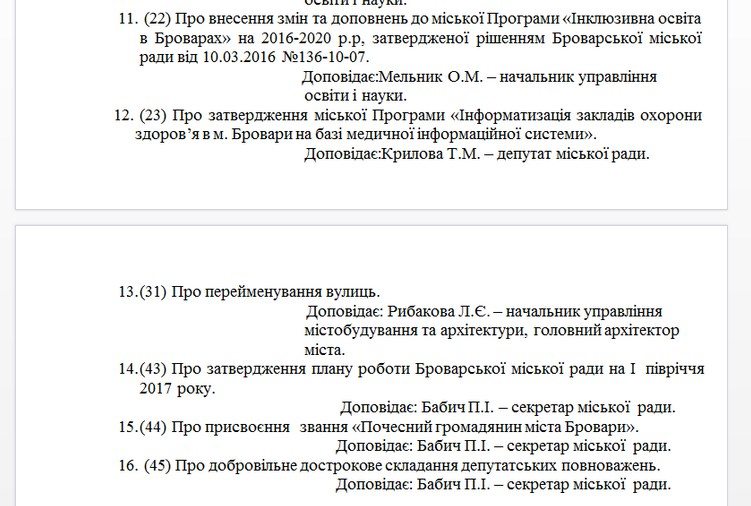 освіти і науки.
11. (22) Про внесення змін та доповнень до міської Програми «Інклюзивна освіта
в Броварах» на 2016-2020 р.р, затвердженої рішенням Броварської міської
ради від 10.03.2016 №136-10-07.
Доповідає:Мельник О.М. – начальник управління
освіти і науки.
12. (23) Про затвердження міської Програми «Інформатизація закладів охорони
здоров’я в м. Бровари на базі медичної інформаційної системи».
Доповідає:Крилова Т.М. – депутат міської ради.
13.(31) Про перейменування вулиць.
Доповідає: Рибакова Л.Є. – начальник управління
містобудування та архітектури, головний архітектор
міста.
14.(43) Про затвердження плану роботи Броварської міської ради на І півріччя
2017 року.
Доповідає: Бабич П.І. – секретар міської ради.
15.(44) Про присвоєння звання «Почесний громадянин міста Бровари».
Доповідає: Бабич П.І. – секретар міської ради.
16. (45) Про добровільне дострокове складання депутатських повноважень.
Доповідає: Бабич П.І. – секретар міської ради.